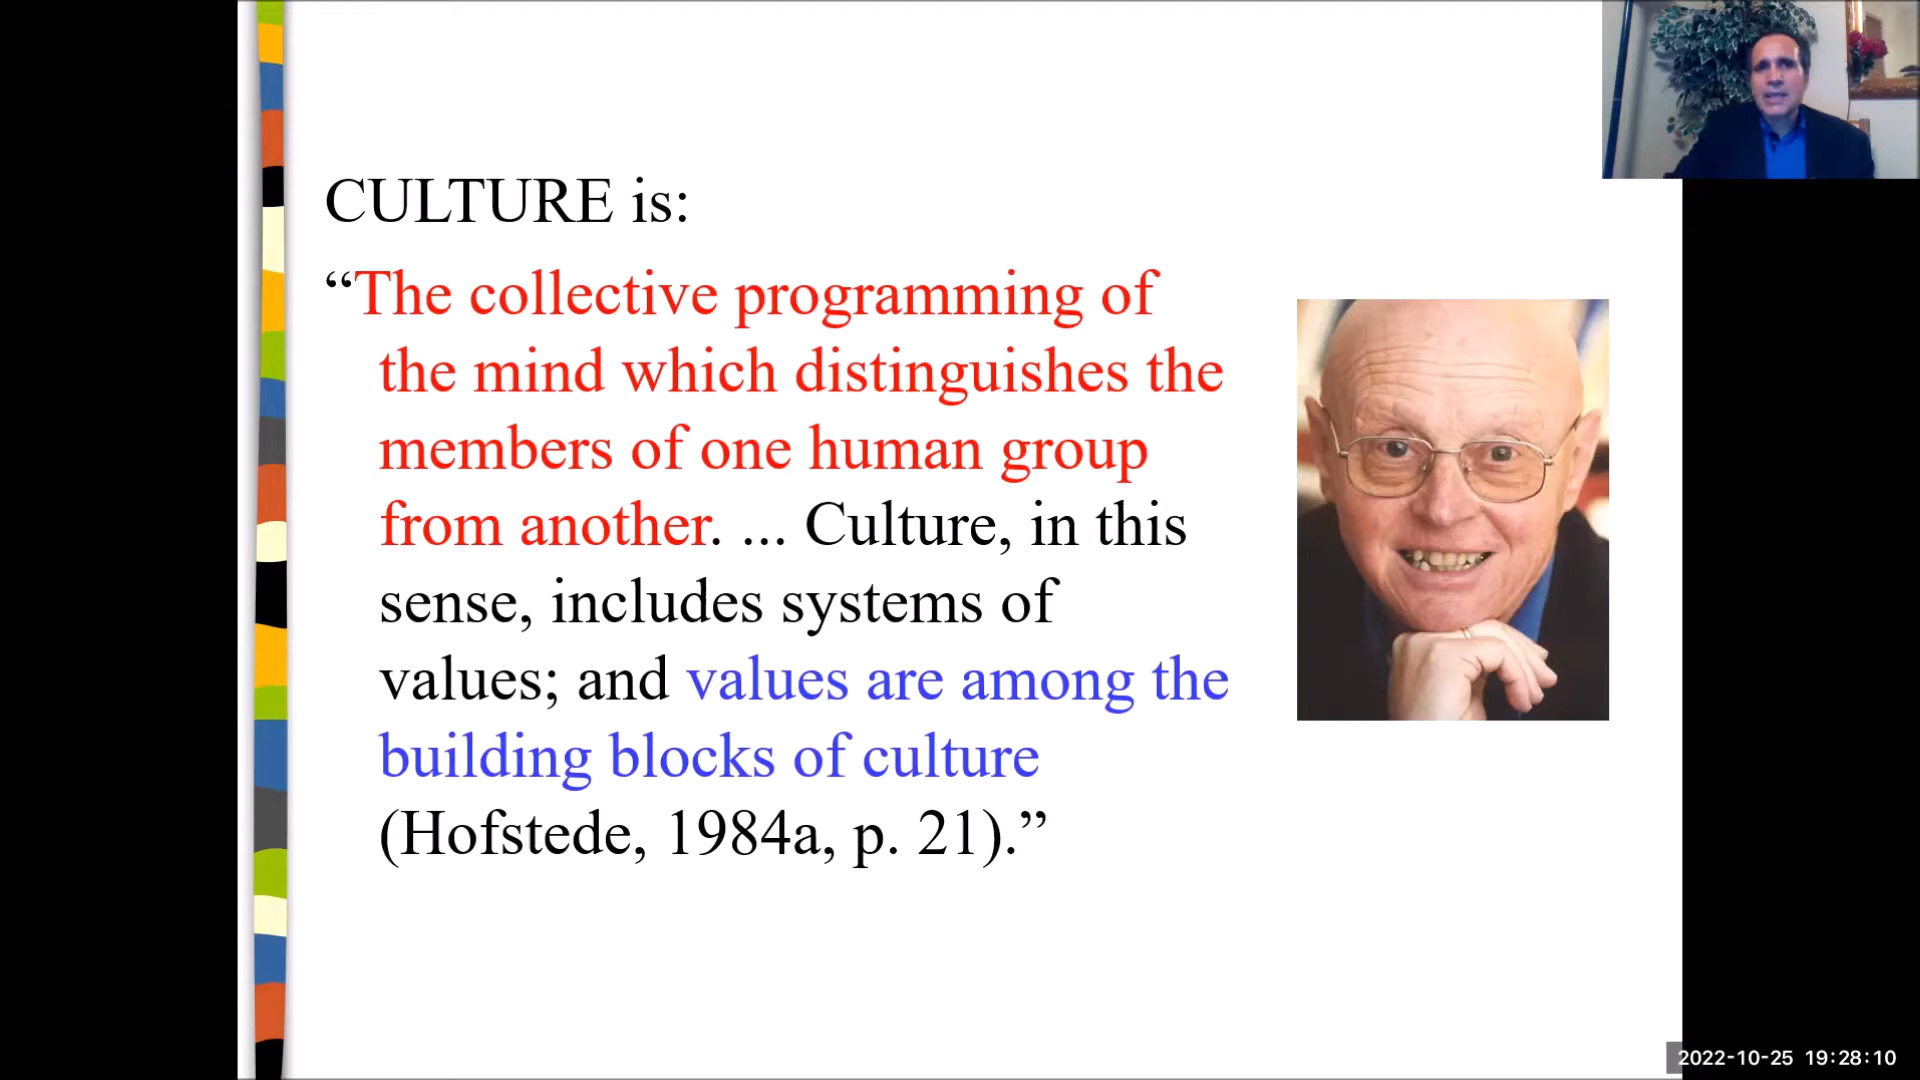 CULTURE is:
“The collective programming of
the mind which distinguishes the
members of one human group
from another. ... Culture, in this
sense, includes systems of
values; and values are among the
building blocks of culture
(Hofstede, 1984a, p. 21).”
2022-10-25 19:28:10